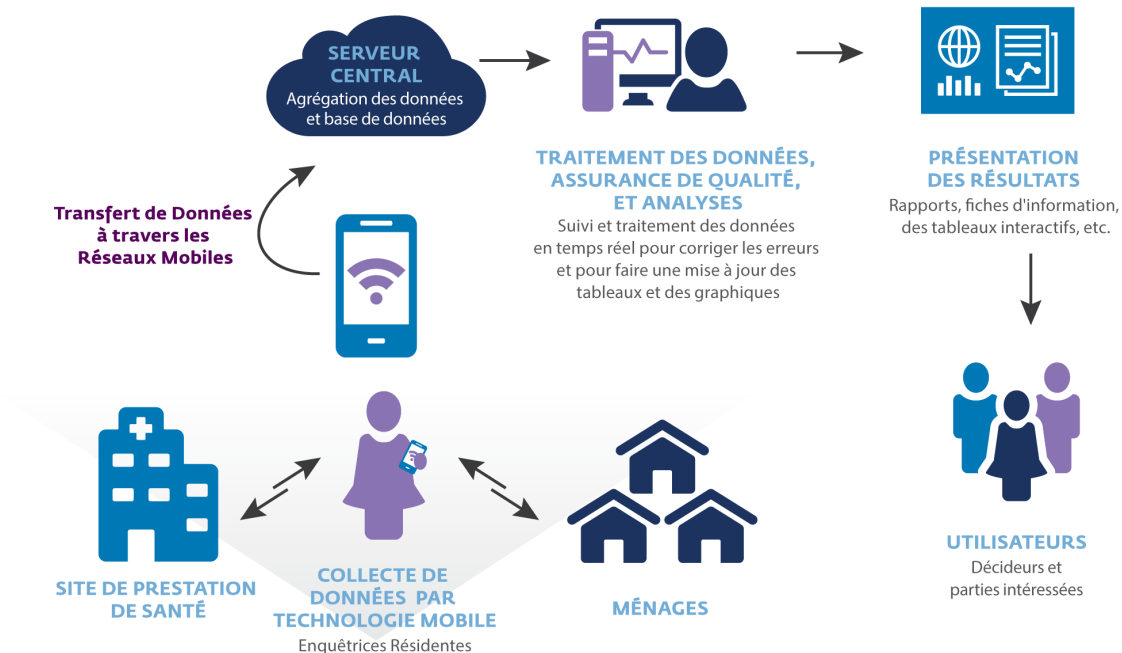 SERVEUR
CENTRAL
Agrégation des données
et base de données
TRAITEMENT DES DONNÉES,
ASSURANCE DE QUALITÉ,
ET ANALYSES
Suivi et traitement des données
en temps réel pour corriger les erreurs
et pour faire une mise à jour des
tableaux et des graphiques
PRÉSENTATION
DES RÉSULTATS
Rapports, fiches d'information,
des tableaux interactifs, etc.
Transfert de Données
à travers les
Réseaux Mobiles
SITE DE PRESTATION
DE SANTÉ
COLLECTE DE
DONNÉES PAR
TECHNOLOGIE MOBILE
Enquêtrices Résidentes
MÉNAGES
UTILISATEURS
Décideurs et
parties intéressées